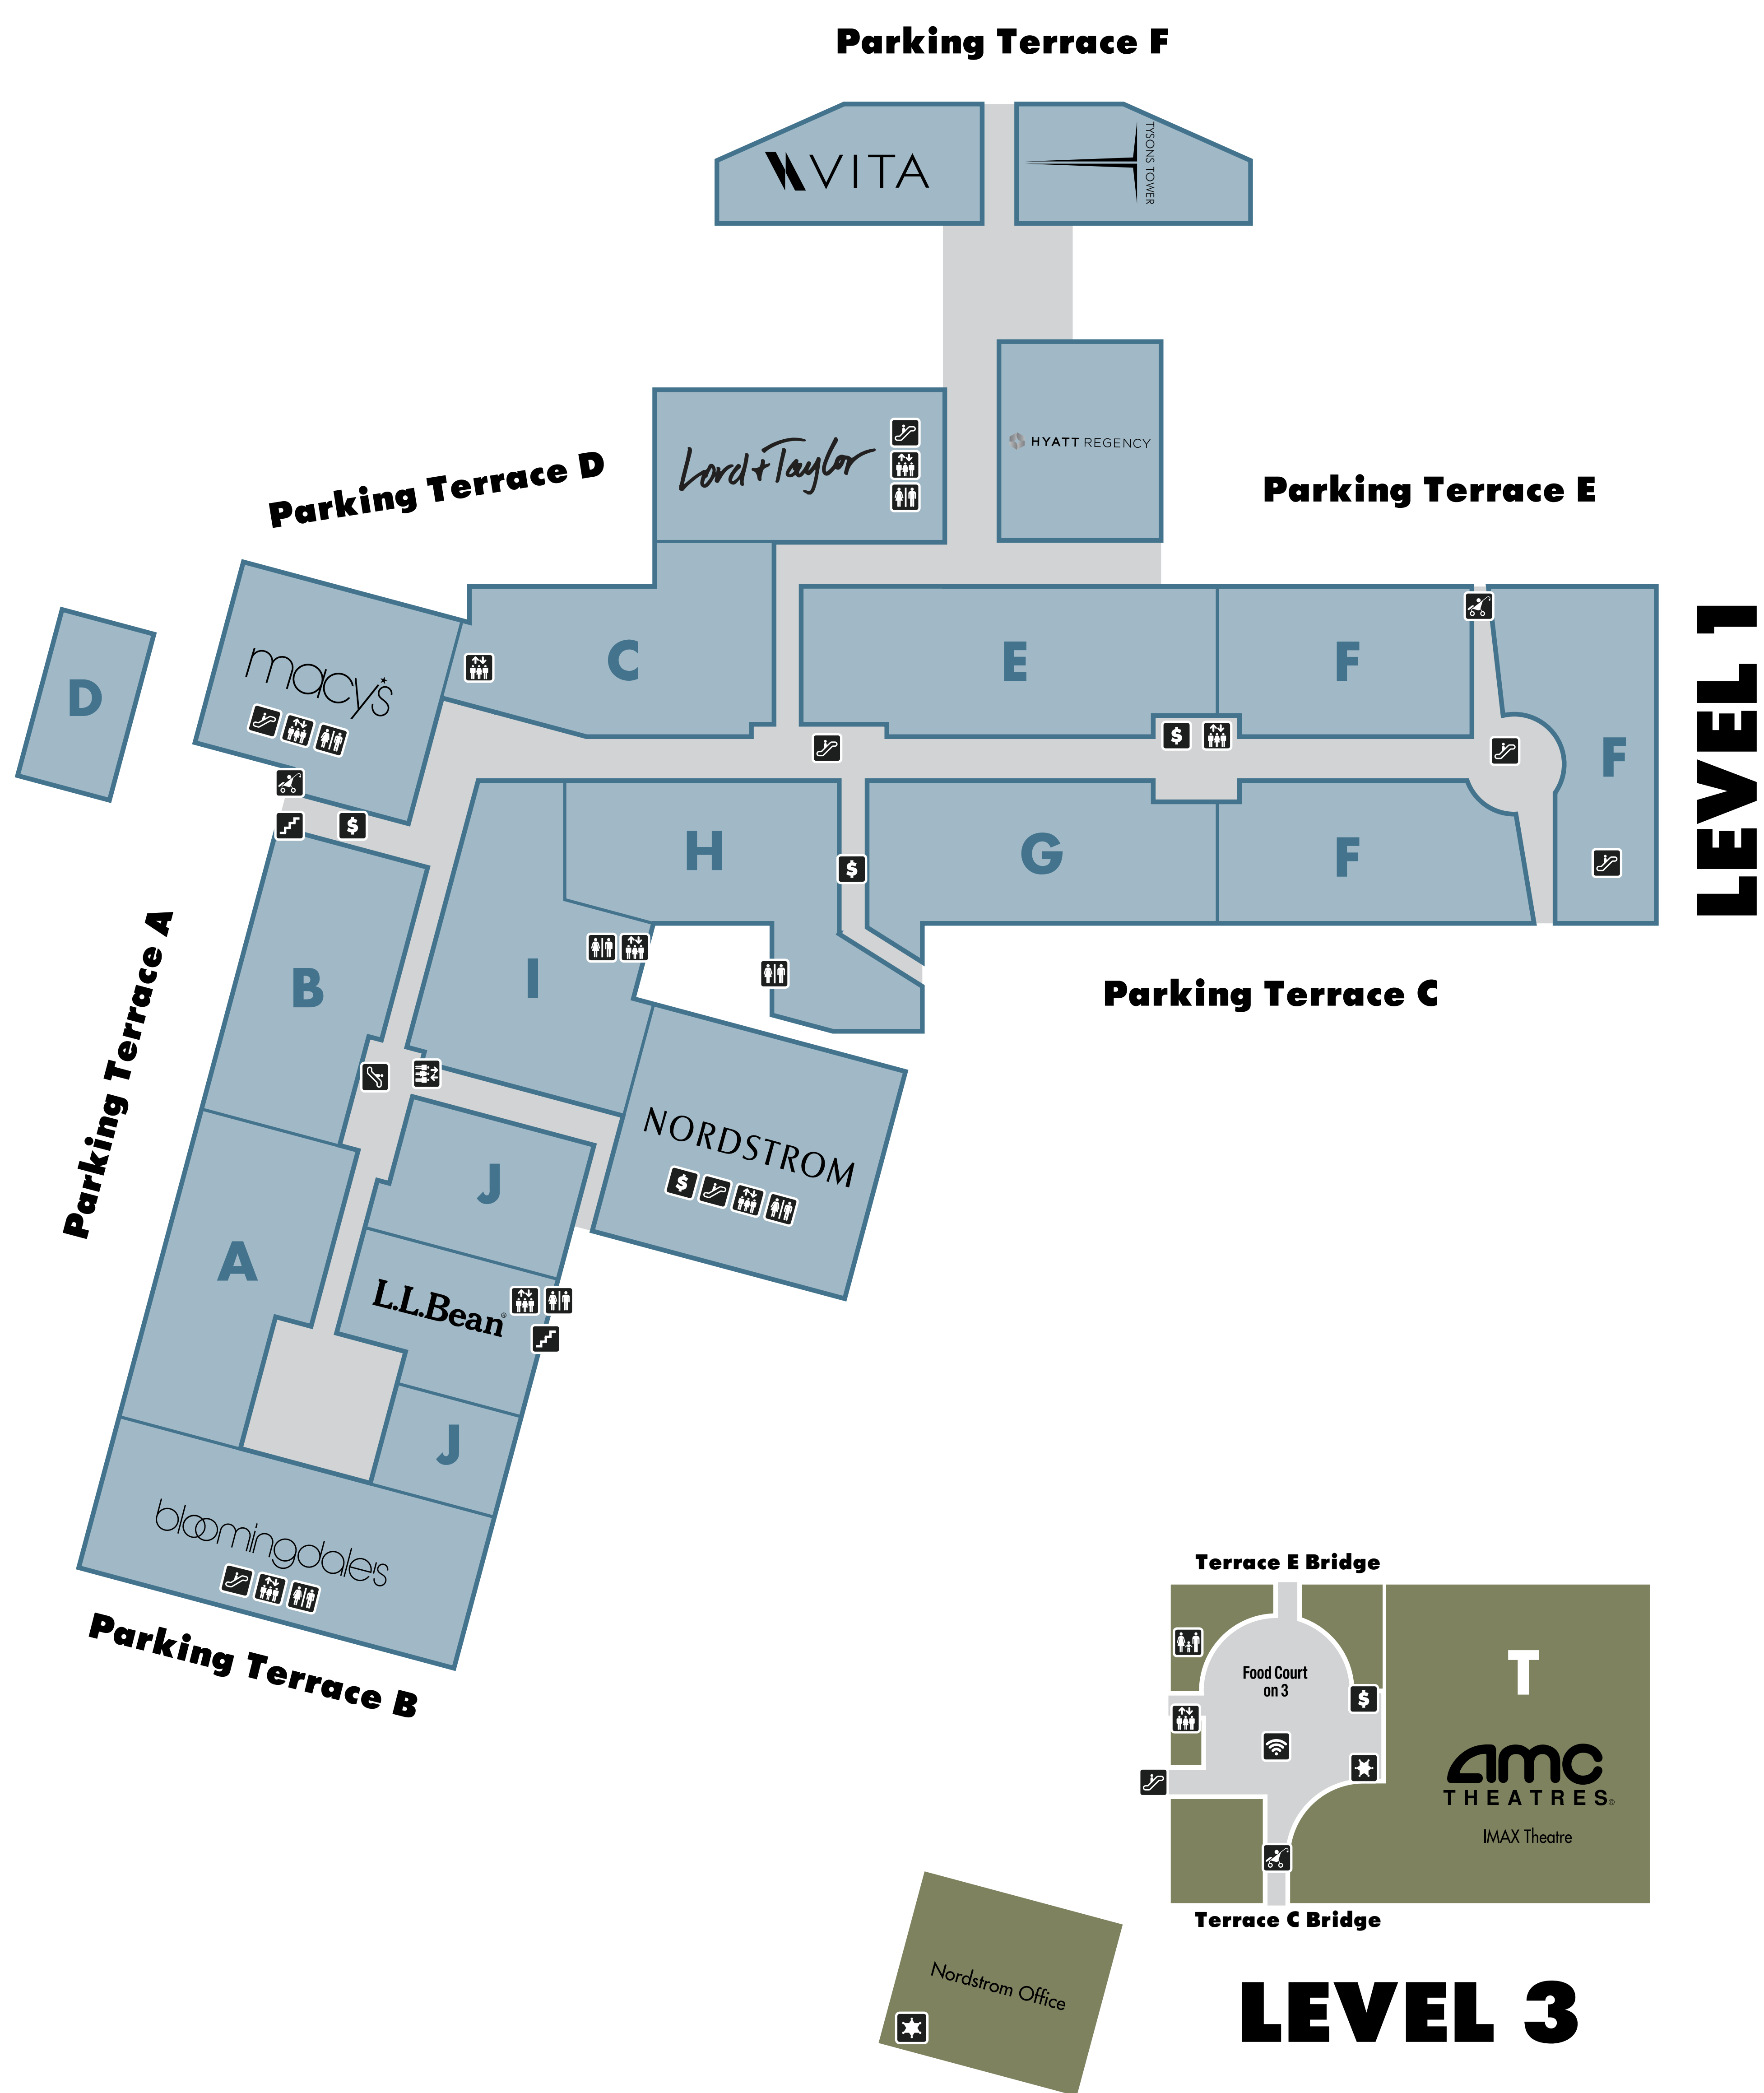 Parking Terrace F
VITA
TYSONS TOWER
HYATT REGENCY
Lord & Taylor
Parking Terrace D
Parking Terrace E
LEVEL 1
D
macy's
C
E
F
F
$
$
H
G
F
$
B
I
Parking Terrace A
Parking Terrace C
NORDSTROM
$
J
A
L.L.Bean®
J
bloomingdale's
Parking Terrace B
Terrace E Bridge
Food Court
on 3
$
T
amc
THEATRES®
IMAX Theatre
Terrace C Bridge
Nordstrom Office
LEVEL 3